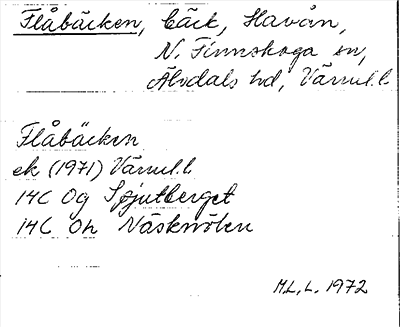 Flåbäcken, bäck, Havån,
N. Finnskoga sn,
Älvdals hd, Värml.l.
Flåbäcken
ek (1971) Värml.l.
14C Og Spjutberget
14C Oh Näsknölen
ML.L. 1972